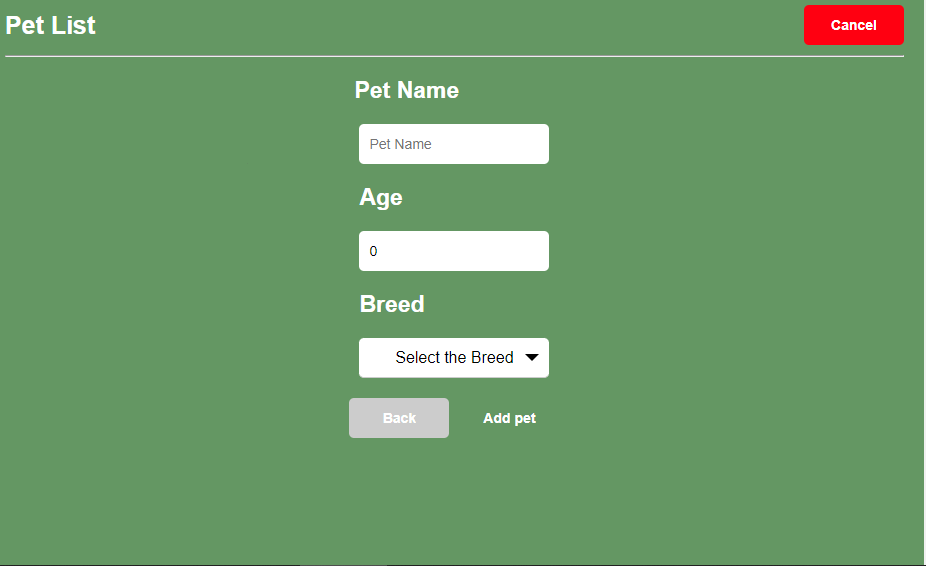 Pet List
Cancel
Pet Name
Pet Name
Age
0
Breed
Select the Breed
Back
Add pet